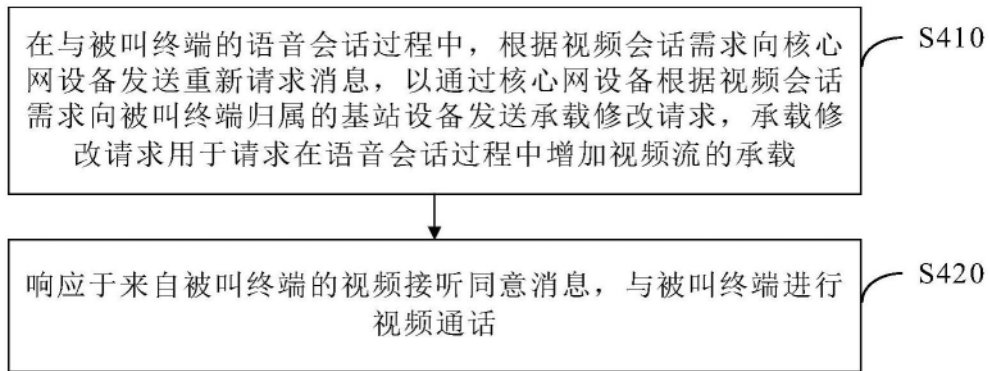 在与被叫终端的语音会话过程中，根据视频会话需求向核心
网设备发送重新请求消息，以通过核心网设备根据视频会话
需求向被叫终端归属的基站设备发送承载修改请求，承载修
改请求用于请求在语音会话过程中增加视频流的承载
S410
响应于来自被叫终端的视频接听同意消息，与被叫终端进行
视频通话
S420